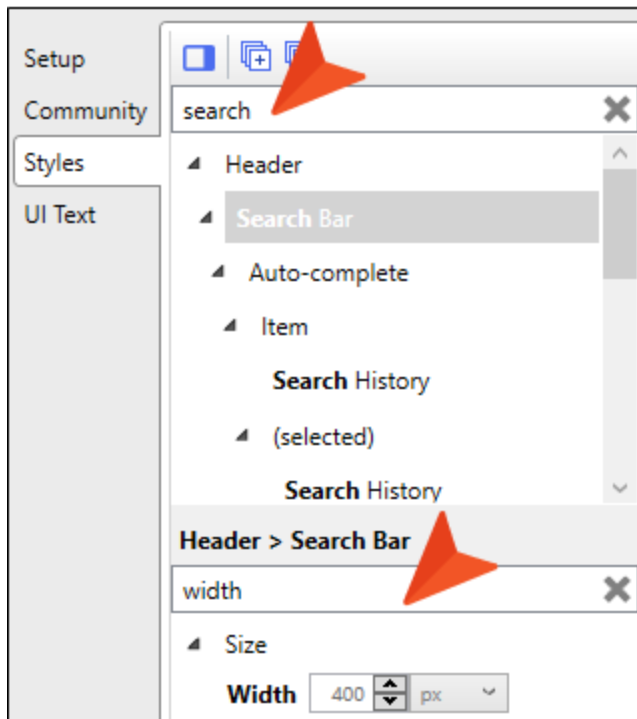 Setup
Community
Styles
UI Text
search
Header
Search Bar
Auto-complete
Item
Search History
(selected)
Search History
Header > Search Bar
width
Size
Width 400 px